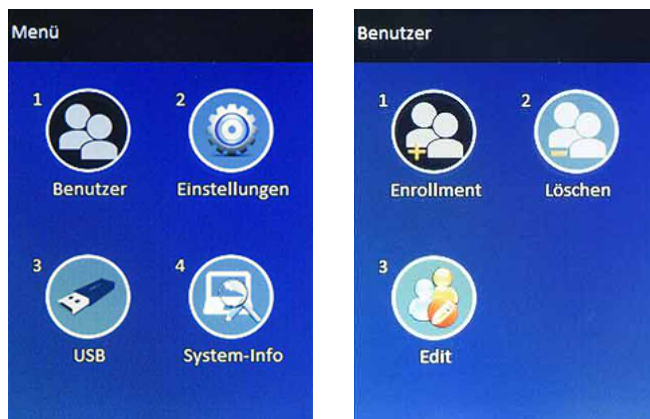 Menü
1
2
Benutzer
Einstellungen
3
4
USB
System-Info
Benutzer
1
2
Enrollment
Löschen
3
Edit